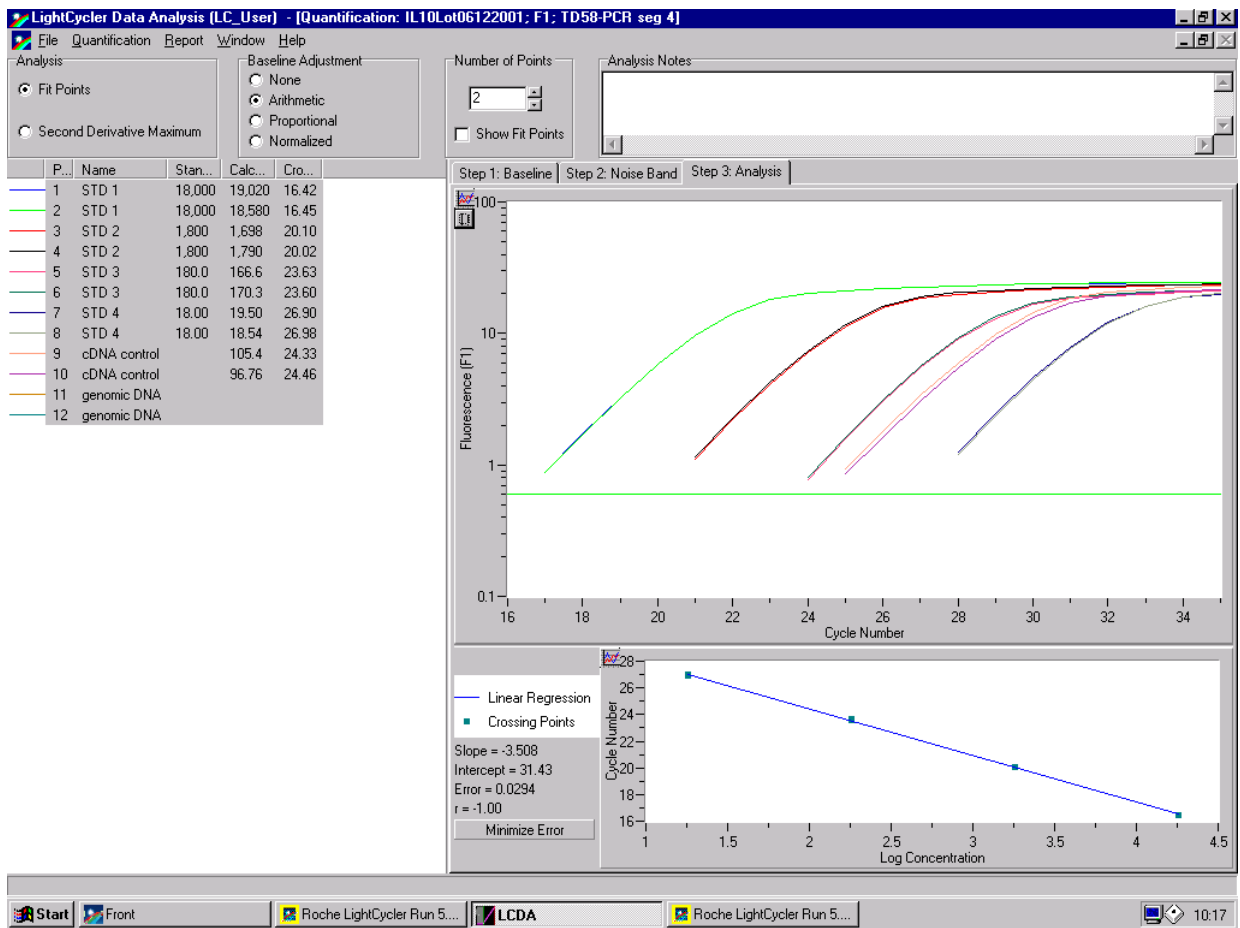 LightCycler Data Analysis (LC_User) - [Quantification: IL10Lot06122001; F1; TD58-PCR seg 4]
File Quantification Report Window Help
Analysis
Fit Points
Second Derivative Maximum
Baseline Adjustment
None
Arithmetic
Proportional
Normalized
Number of Points
2
Show Fit Points
Analysis Notes
P... Name Stan... Calc... Cro...
1 STD 1 18,000 19,020 16.42
2 STD 1 18,000 18,580 16.45
3 STD 2 1,800 1,698 20.10
4 STD 2 1,800 1,790 20.02
5 STD 3 180.0 166.6 23.63
6 STD 3 180.0 170.3 23.60
7 STD 4 18.00 19.50 26.90
8 STD 4 18.00 18.54 26.98
9 cDNA control 105.4 24.33
10 cDNA control 96.76 24.46
11 genomic DNA
12 genomic DNA
Step 1: Baseline Step 2: Noise Band Step 3: Analysis
100
10
1
0.1
Fluorescence (F1)
16 18 20 22 24 26 28 30 32 34
Cycle Number
Linear Regression
Crossing Points
Slope = -3.508
Intercept = 31.43
Error = 0.0294
r = -1.00
Minimize Error
28
26
24
22
20
18
16
Cycle Number
1 1.5 2 2.5 3 3.5 4 4.5
Log Concentration
Start Front Roche LightCycler Run 5.... LCDA Roche LightCycler Run 5.... 10:17